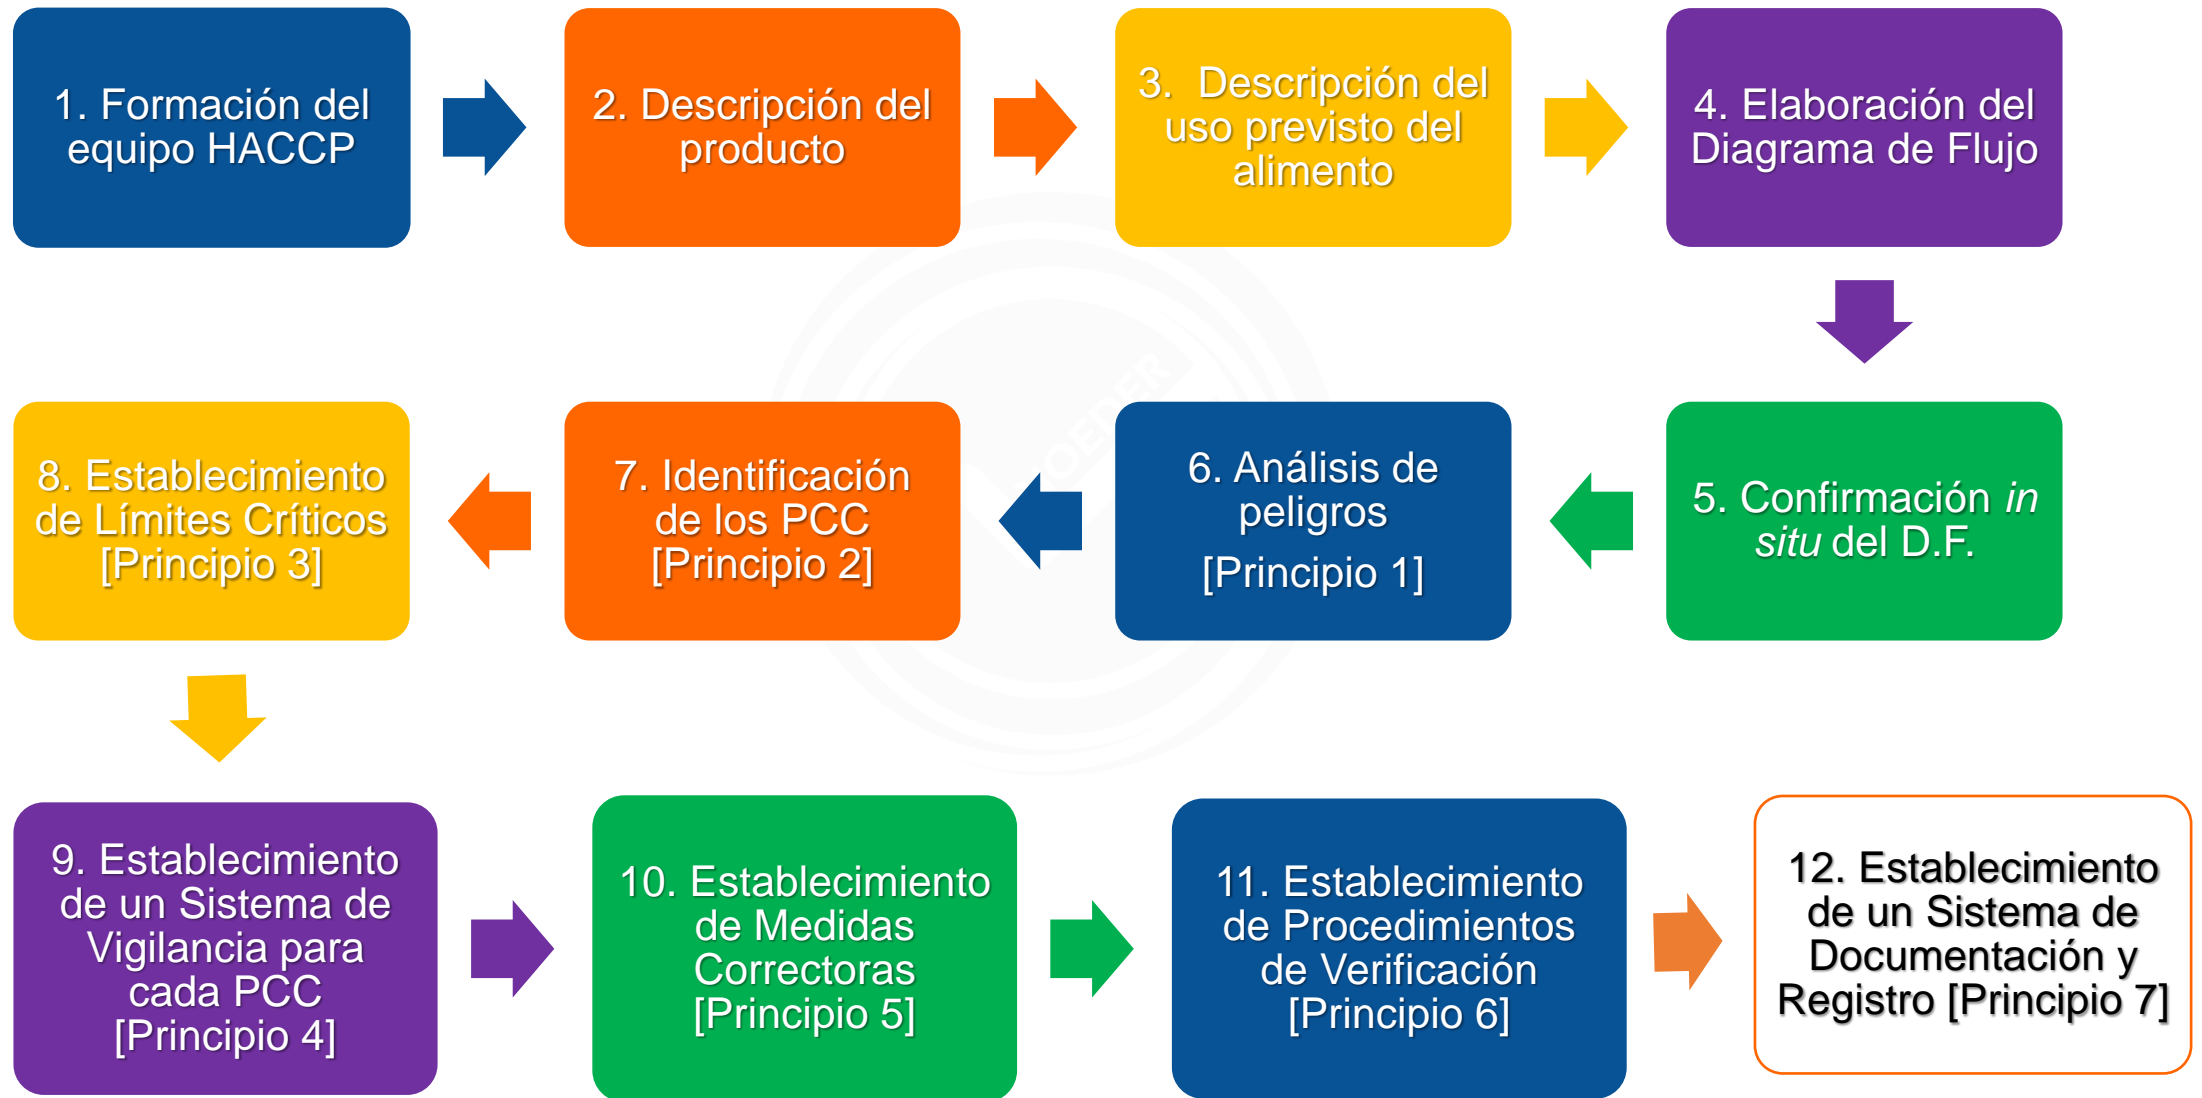 1. Formación del
equipo HACCP
2. Descripción del
producto
3. Descripción del
uso previsto del
alimento
4. Elaboración del
Diagrama de Flujo
5. Confirmación in
situ del D.F.
6. Análisis de
peligros
[Principio 1]
7. Identificación
de los PCC
[Principio 2]
8. Establecimiento
de Límites Críticos
[Principio 3]
9. Establecimiento
de un Sistema de
Vigilancia para
cada PCC
[Principio 4]
10. Establecimiento
de Medidas
Correctoras
[Principio 5]
11. Establecimiento
de Procedimientos
de Verificación
[Principio 6]
12. Establecimiento
de un Sistema de
Documentación y
Registro [Principio 7]